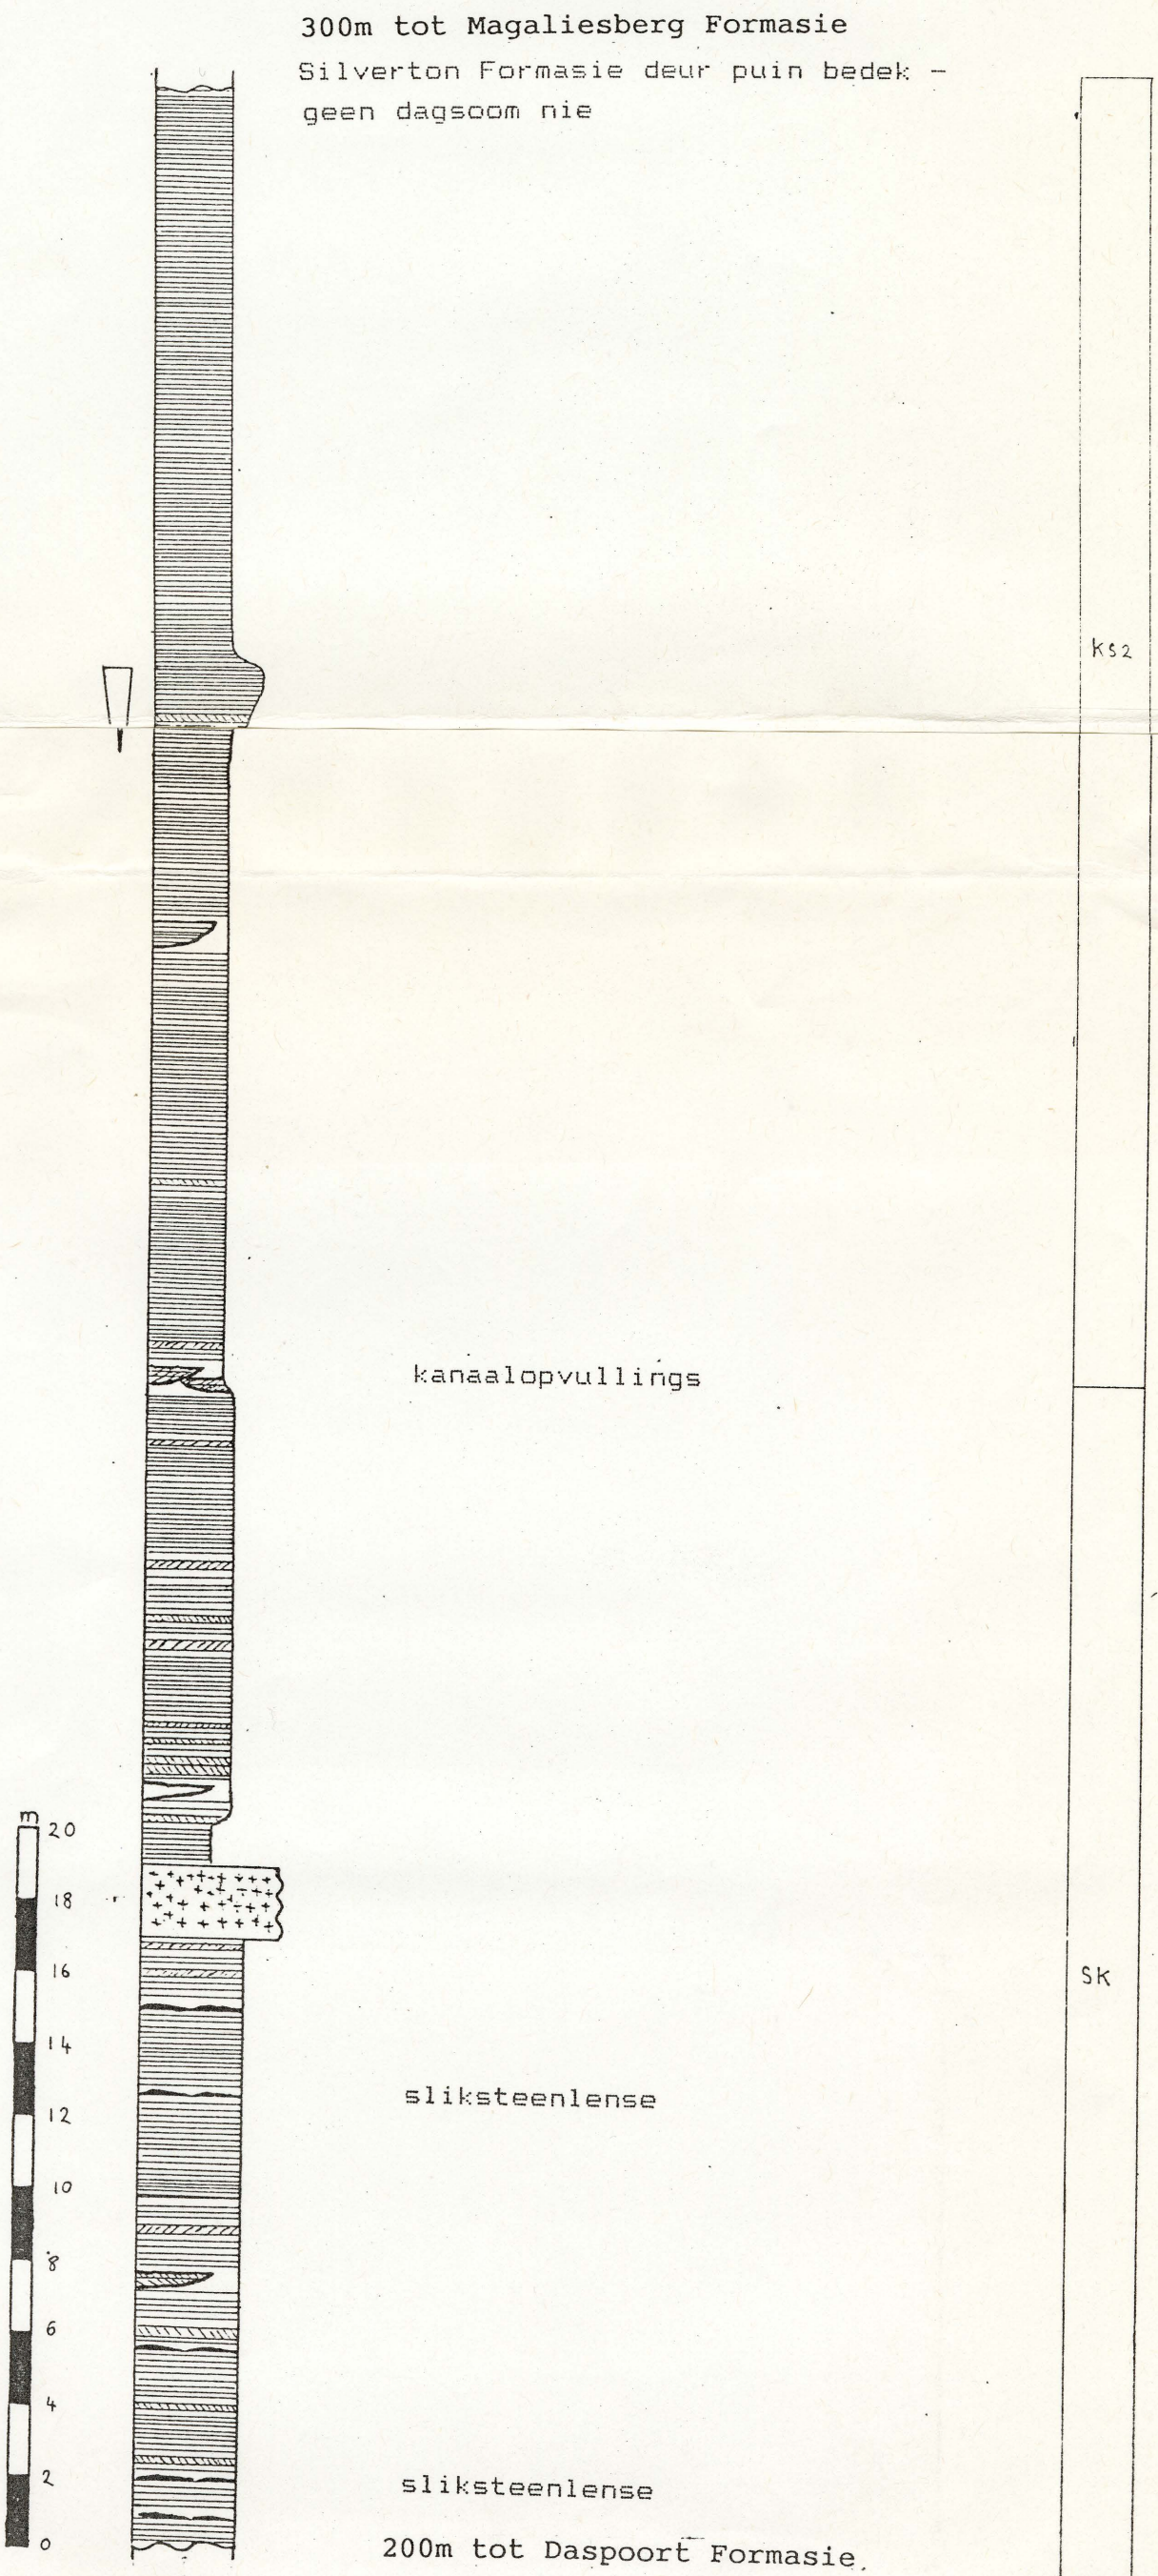 300m tot Magaliesberg Formasie
Silverton Formasie deur puin bedek –
geen dagsoom nie
ks2
kanaalopvullings
m
20
18
16
SK
14
sliksteenlense
12
10
8
6
4
2
sliksteenlense
0
200m tot Daspoort Formasie.